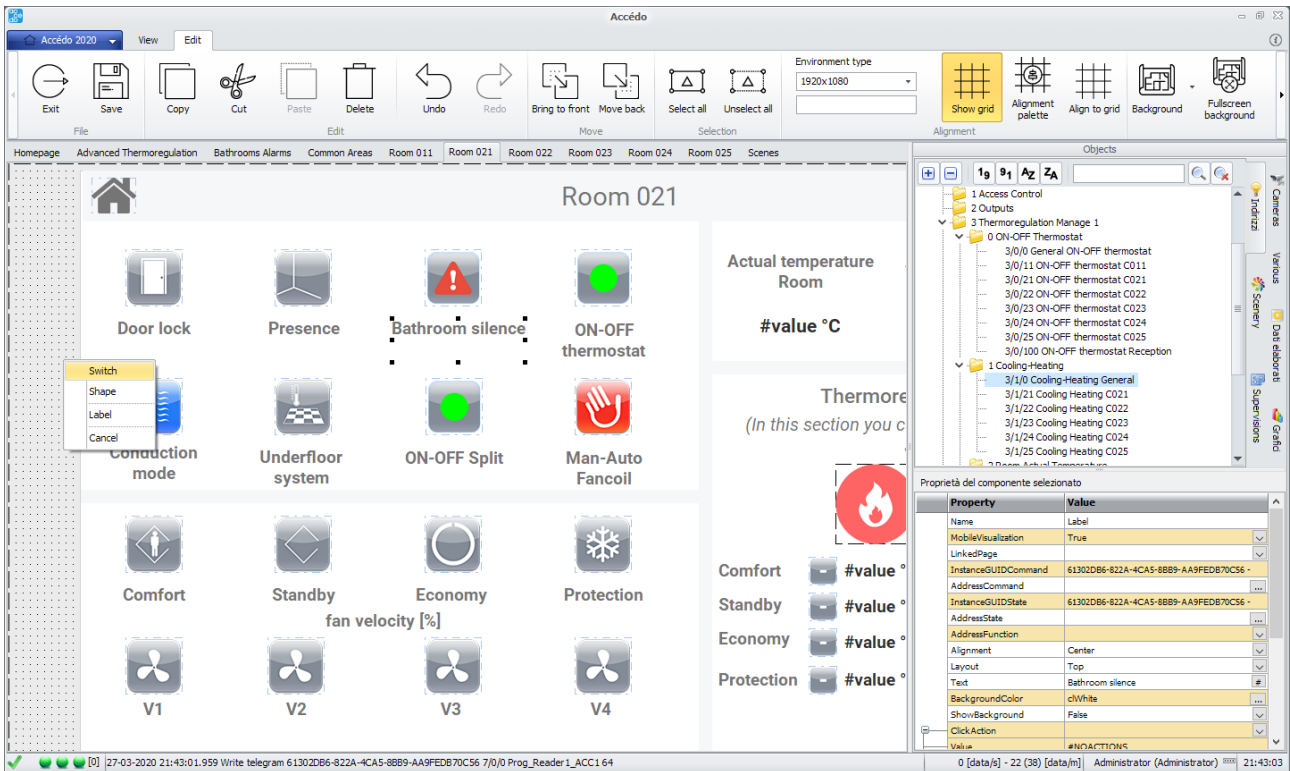 Accédo
Accédo 2020
View
Edit
Exit
Save
Copy
Cut
Paste
Delete
Undo
Redo
Bring to front
Move back
Select all
Unselect all
Environment type
1920x1080
Show grid
Alignment
palette
Align to grid
Background
Fullscreen
background
File
Edit
Move
Selection
Alignment
Homepage
Advanced Thermoregulation
Bathrooms Alarms
Common Areas
Room 011
Room 021
Room 022
Room 023
Room 024
Room 025
Scenes
Room 021
Door lock
Presence
Bathroom silence
ON-OFF
thermostat
Switch
Shape
Label
Cancel
Conduction
mode
Underfloor
system
ON-OFF Split
Man-Auto
Fancoil
Comfort
Standby
Economy
Protection
fan velocity [%]
V1
V2
V3
V4
Actual temperature
Room
#value °C
Thermore
(In this section you c
Comfort
#value °
Standby
#value °
Economy
#value °
Protection
#value °
Objects
1 Access Control
2 Outputs
3 Thermoregulation Manage 1
0 ON-OFF Thermostat
3/0/0 General ON-OFF thermostat
3/0/11 ON-OFF thermostat C011
3/0/21 ON-OFF thermostat C021
3/0/22 ON-OFF thermostat C022
3/0/23 ON-OFF thermostat C023
3/0/24 ON-OFF thermostat C024
3/0/25 ON-OFF thermostat C025
3/0/100 ON-OFF thermostat Reception
1 Cooling-Heating
3/1/0 Cooling-Heating General
3/1/21 Cooling Heating C021
3/1/22 Cooling Heating C022
3/1/23 Cooling Heating C023
3/1/24 Cooling Heating C024
3/1/25 Cooling Heating C025
2 Room Actual Temperature
Indirizzi
Scenery
Supervisions
Cameras
Various
Dati elaborati
Grafici
Proprietà del componente selezionato
Property Value
Name Label
MobileVisualization True
LinkedPage
InstanceGUIDCommand 61302DB6-822A-4CA5-8BB9-AA9FEDB70C56 -
AddressCommand ...
InstanceGUIDState 61302DB6-822A-4CA5-8BB9-AA9FEDB70C56 -
AddressState ...
AddressFunction
Alignment Center
Layout Top
Text Bathroom silence #
BackgroundColor clWhite ...
ShowBackground False
ClickAction
Value #NOACTIONS
[0] 27-03-2020 21:43:01.959 Write telegram 61302DB6-822A-4CA5-8BB9-AA9FEDB70C56 7/0/0 Prog_Reader1_ACC1 64
0 [data/s] - 22 (38) [data/m]
Administrator (Administrator)
21:43:03